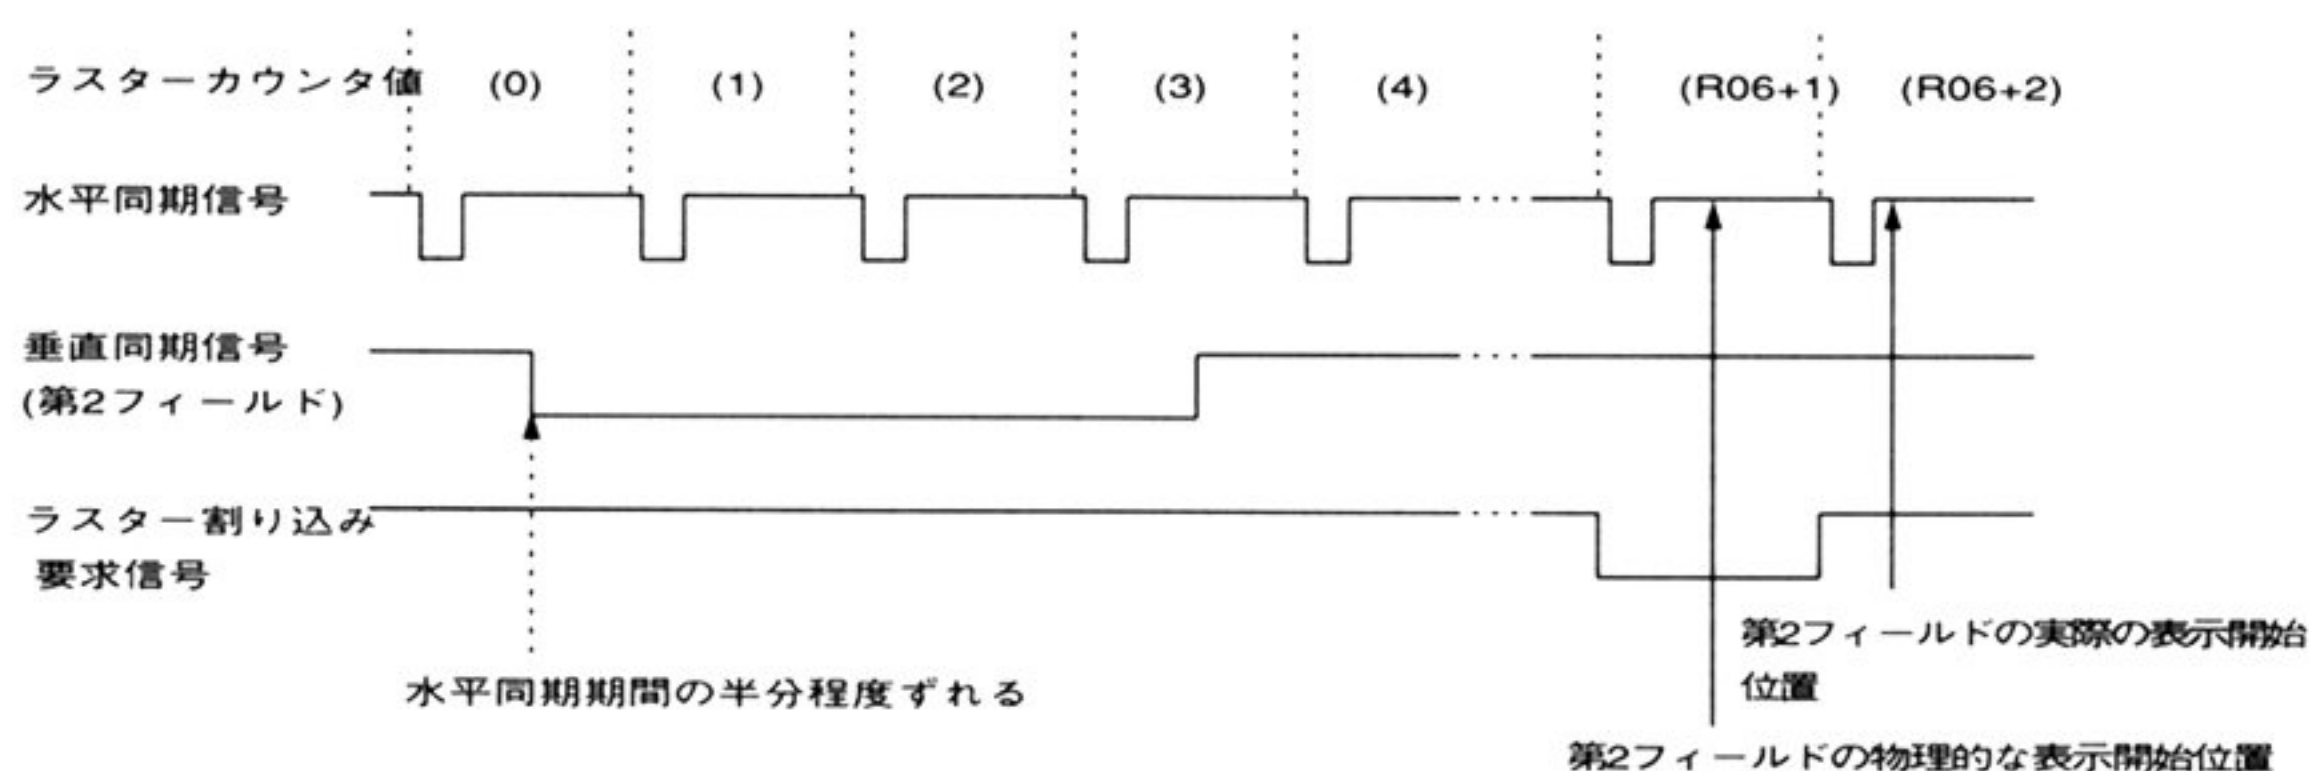 ラスターカウンタ値 (0) (1) (2) (3) (4) (R06+1) (R06+2)
水平同期信号
垂直同期信号
(第2フィールド)
ラスター割り込み
要求信号
水平同期期間の半分程度ずれる
第2フィールドの実際の表示開始
位置
第2フィールドの物理的な表示開始位置